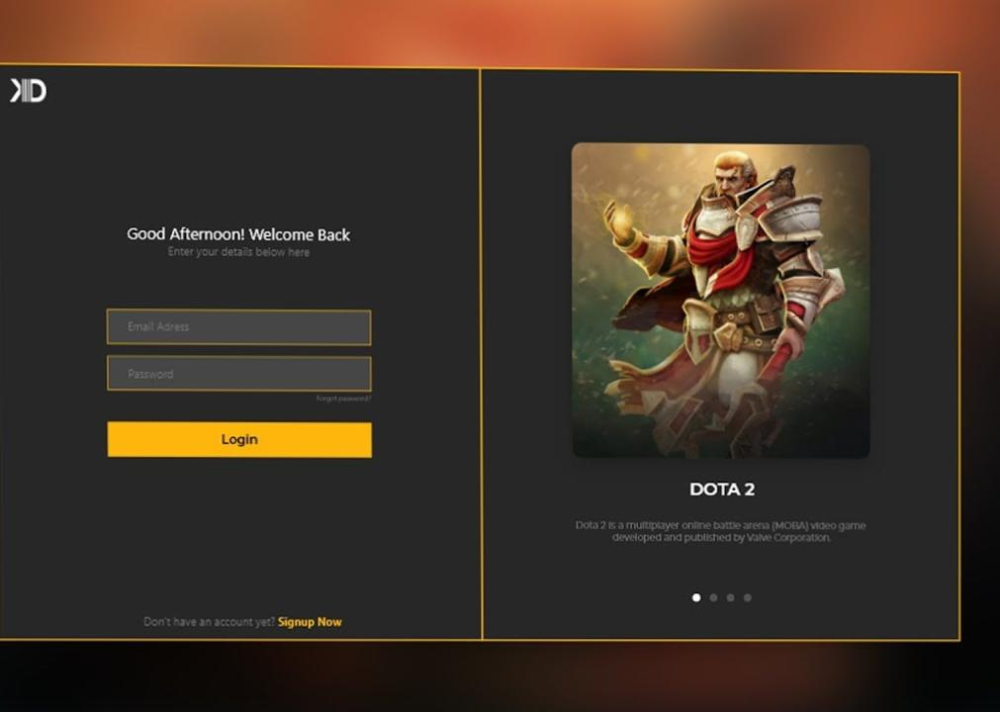 KD
Good Afternoon! Welcome Back
Enter your details below here
Email Adress
Password
Forgot password?
Login
Don't have an account yet? Signup Now
DOTA 2
Dota 2 is a multiplayer online battle arena (MOBA) video game
developed and published by Valve Corporation.